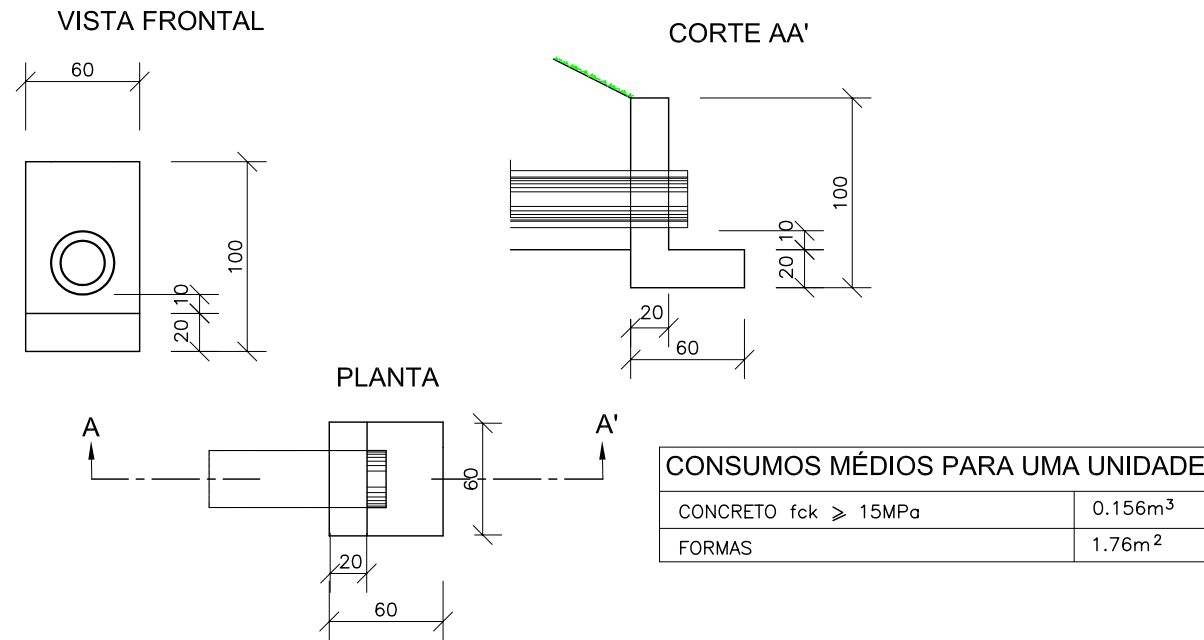 VISTA FRONTAL
60
100
10
20
CORTE AA'
100
10
20
20
60
PLANTA
A
A'
60
20
60
CONSUMOS MÉDIOS PARA UMA UNIDADE
CONCRETO fck ⩾ 15MPa 0.156m³
FORMAS 1.76m²